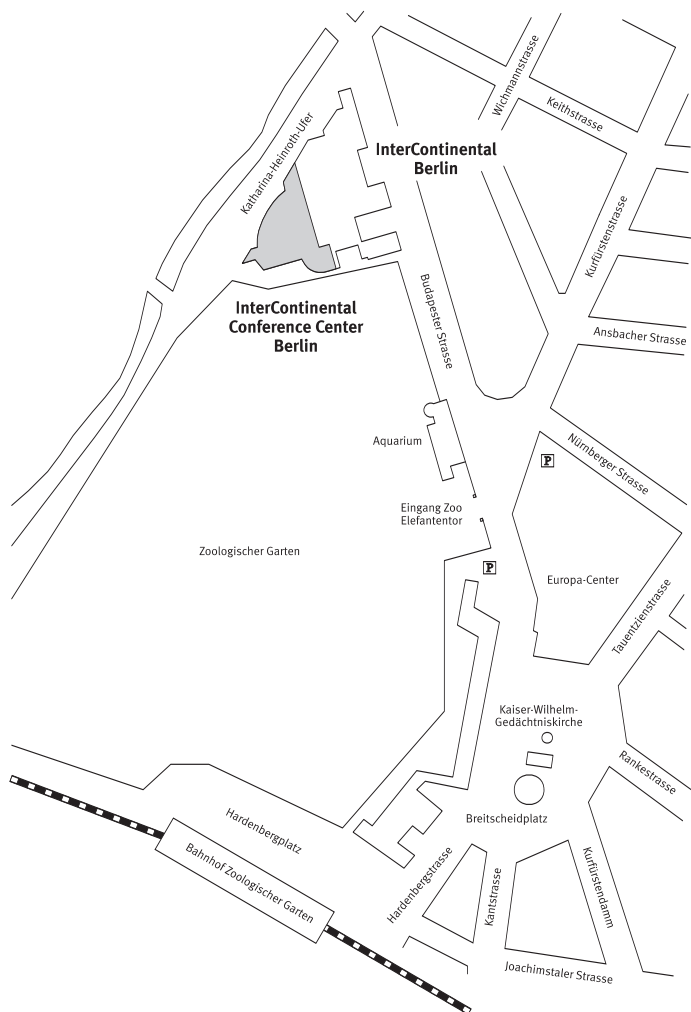 Wichmannstrasse
Keithstrasse
Katharina-Heinroth-Ufer
InterContinental
Berlin
Kurfürstenstrasse
Budapester Strasse
InterContinental
Conference Center
Berlin
Ansbacher Strasse
Aquarium
Nürnberger Strasse
P
Eingang Zoo
Elefantentor
Zoologischer Garten
P
Europa-Center
Tauentzienstrasse
Kaiser-Wilhelm-
Gedächtniskirche
Rankestrasse
Breitscheidplatz
Hardenbergplatz
Bahnhof Zoologischer Garten
Hardenbergstrasse
Kantstrasse
Kurfürstendamm
Joachimstaler Strasse